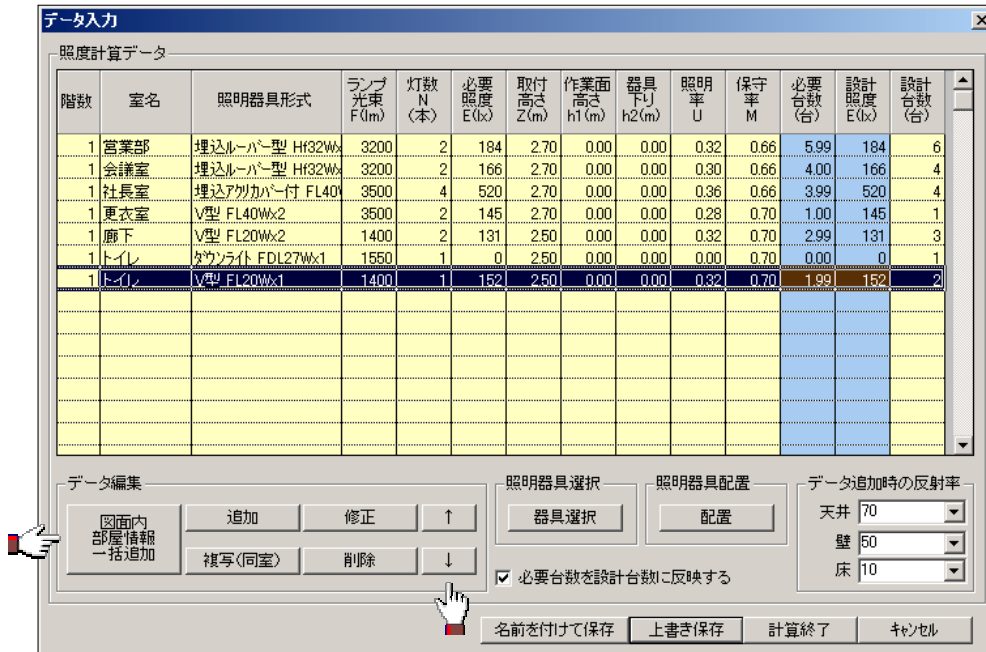 データ入力
照度計算データ
階数 室名 照明器具形式 ランプ光束F(lm) 灯数N(本) 必要照度E(lx) 取付高さZ(m) 作業面高さh1(m) 器具下りh2(m) 照明率U 保守率M 必要台数(台) 設計照度E(lx) 設計台数(台)
1 営業部 埋込ルーバー型 Hf32Wx 3200 2 184 2.70 0.00 0.00 0.32 0.66 5.99 184 6
1 会議室 埋込ルーバー型 Hf32Wx 3200 2 166 2.70 0.00 0.00 0.32 0.66 4.00 166 4
1 社長室 埋込アクリカバー付 FL40W 3500 4 520 2.70 0.00 0.00 0.36 0.66 3.99 520 4
1 更衣室 V型 FL40Wx2 3500 2 145 2.70 0.00 0.00 0.28 0.70 1.00 145 1
1 廊下 V型 FL20Wx2 1400 2 131 2.50 0.00 0.00 0.32 0.70 2.99 131 3
1 トイレ ダウンライト FDL27Wx1 1550 1 0 2.50 0.00 0.00 0.00 0.70 0.00 0 1
1 トイレ V型 FL20Wx1 1400 1 152 2.50 0.00 0.00 0.32 0.70 1.99 152 2
データ編集 照明器具選択 照明器具配置 データ追加時の反射率
図面内部屋情報一括追加 追加 修正 ↑ 器具選択 配置 天井 70
壁 50
複写(同室) 削除 ↓ 必要台数を設計台数に反映する 床 10
名前を付けて保存 上書き保存 計算終了 キャンセル